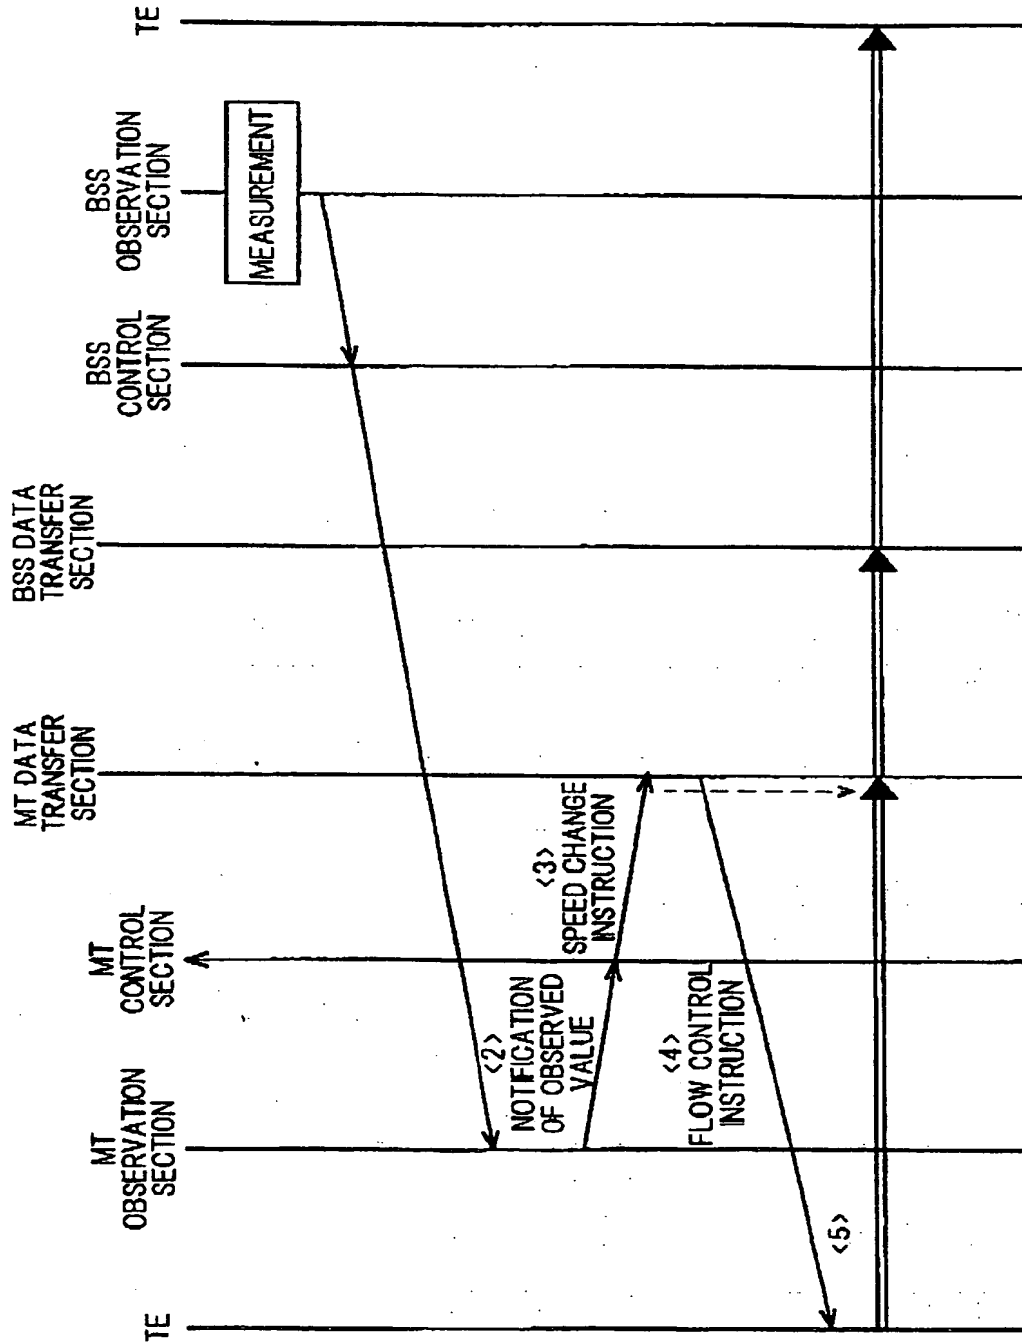 TE
MT
OBSERVATION
SECTION
MT
CONTROL
SECTION
MT DATA
TRANSFER
SECTION
BSS DATA
TRANSFER
SECTION
BSS
CONTROL
SECTION
BSS
OBSERVATION
SECTION
TE
MEASUREMENT
<2>
NOTIFICATION
OF OBSERVED
VALUE
<3>
SPEED CHANGE
INSTRUCTION
<4>
FLOW CONTROL
INSTRUCTION
<5>